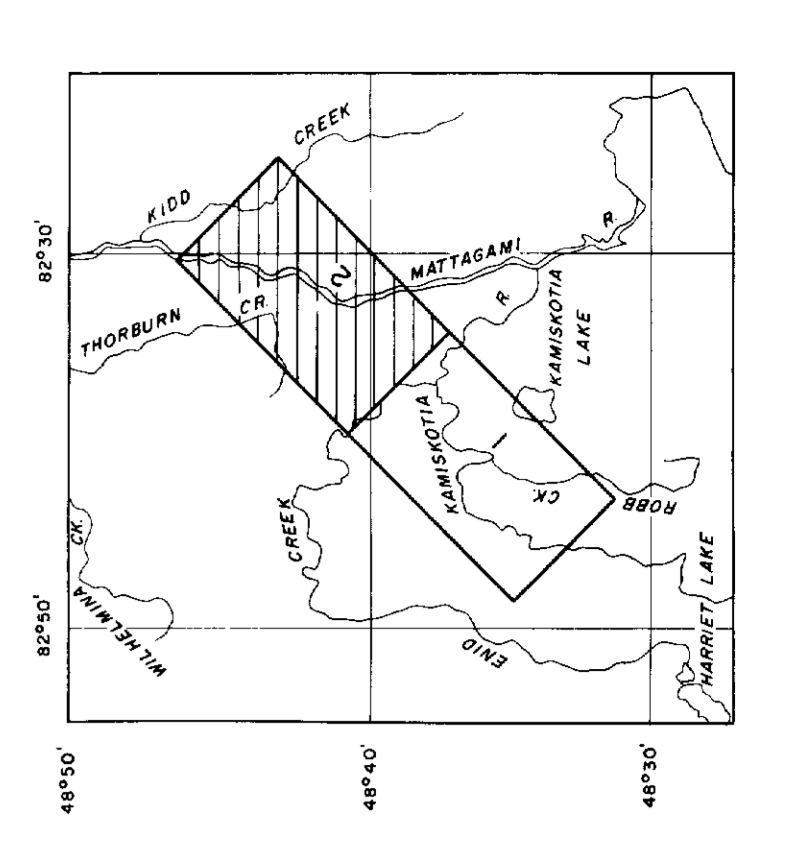 82°30'
82°50'
48°50'
48°40'
48°30'
KIDD
CREEK
THORBURN
CR.
2
MATTAGAMI
R.
R.
KAMISKOTIA
LAKE
KAMISKOTIA
1
CK.
ROBB
CREEK
ENID
CK.
WILHELMINA
HARRIET LAKE